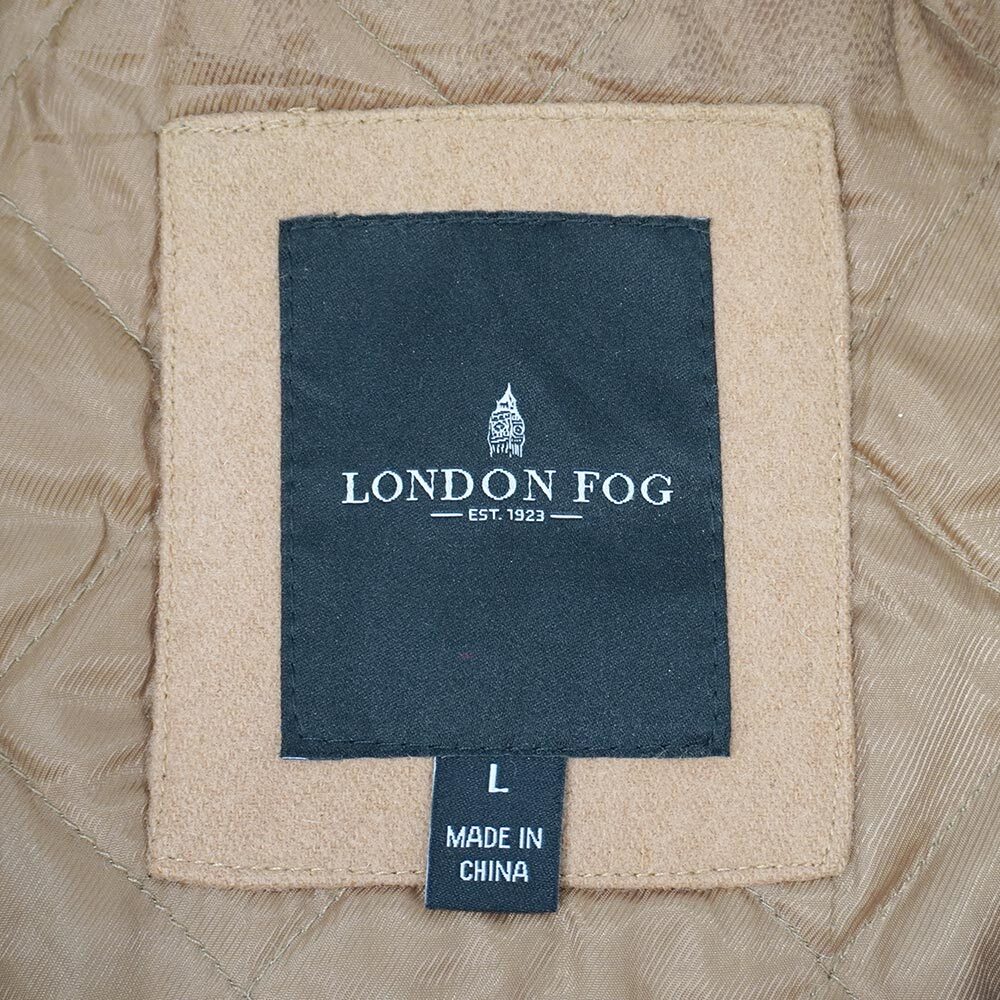 LONDON FOG
EST. 1923
L
MADE IN
CHINA